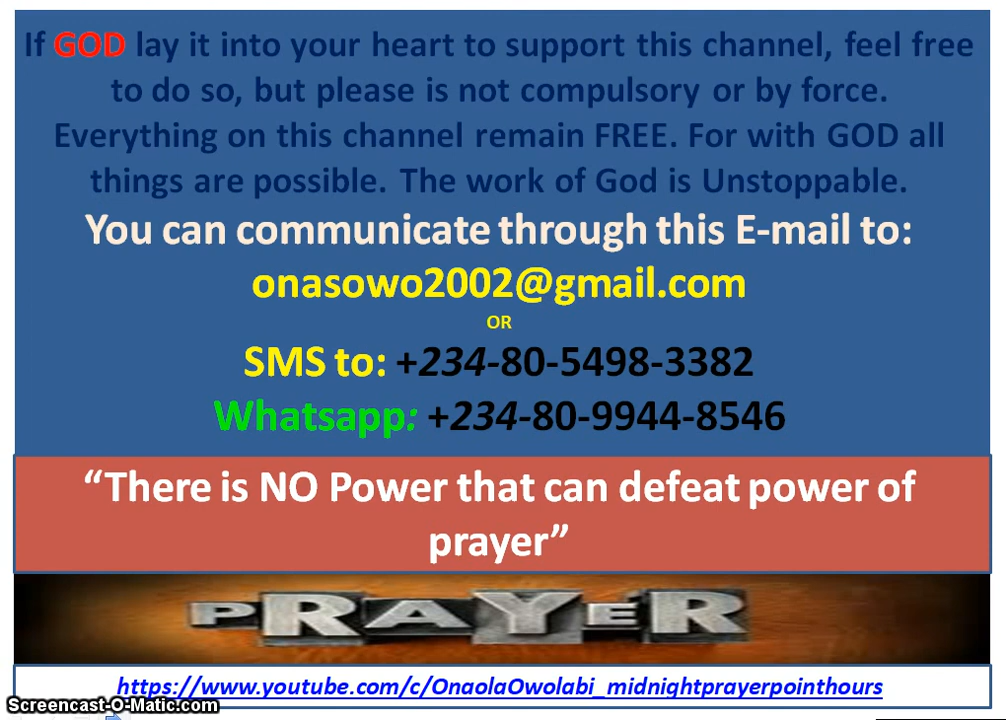 If GOD lay it into your heart to support this channel, feel free
to do so, but please is not compulsory or by force.
Everything on this channel remain FREE. For with GOD all
things are possible. The work of God is Unstoppable.
You can communicate through this E-mail to:
onasowo2002@gmail.com
OR
SMS to: +234-80-5498-3382
Whatsapp: +234-80-9944-8546
“There is NO Power that can defeat power of
prayer”
PRAYER
https://www.youtube.com/c/OnaolaOwolabi_midnightprayerpointhours
Screencast-O-Matic.com